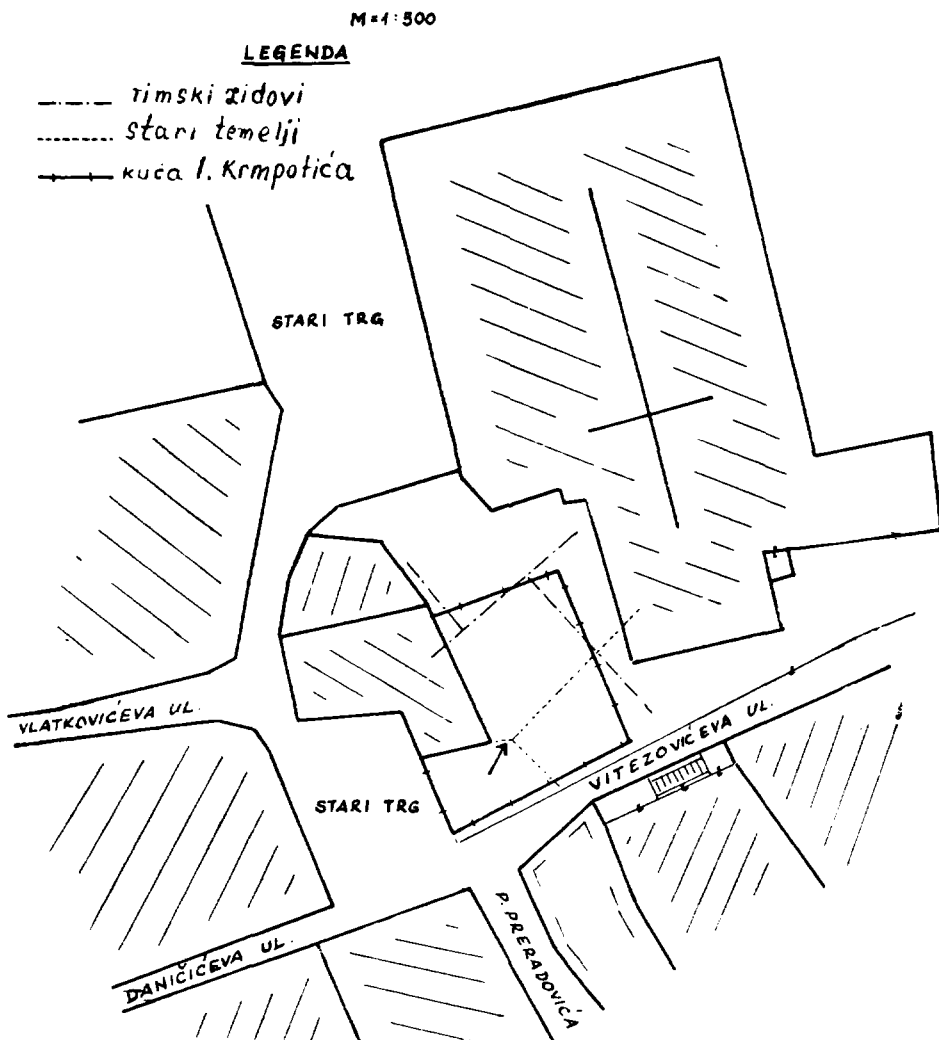 M=1:500
LEGENDA
rimski zidovi
stari temelji
kuća I. Krmpotića
STARI TRG
VLATKOVIĆEVA UL.
VITEZOVIĆEVA UL.
STARI TRG
P. PRERADOVIĆA
DANIČIĆEVA UL.